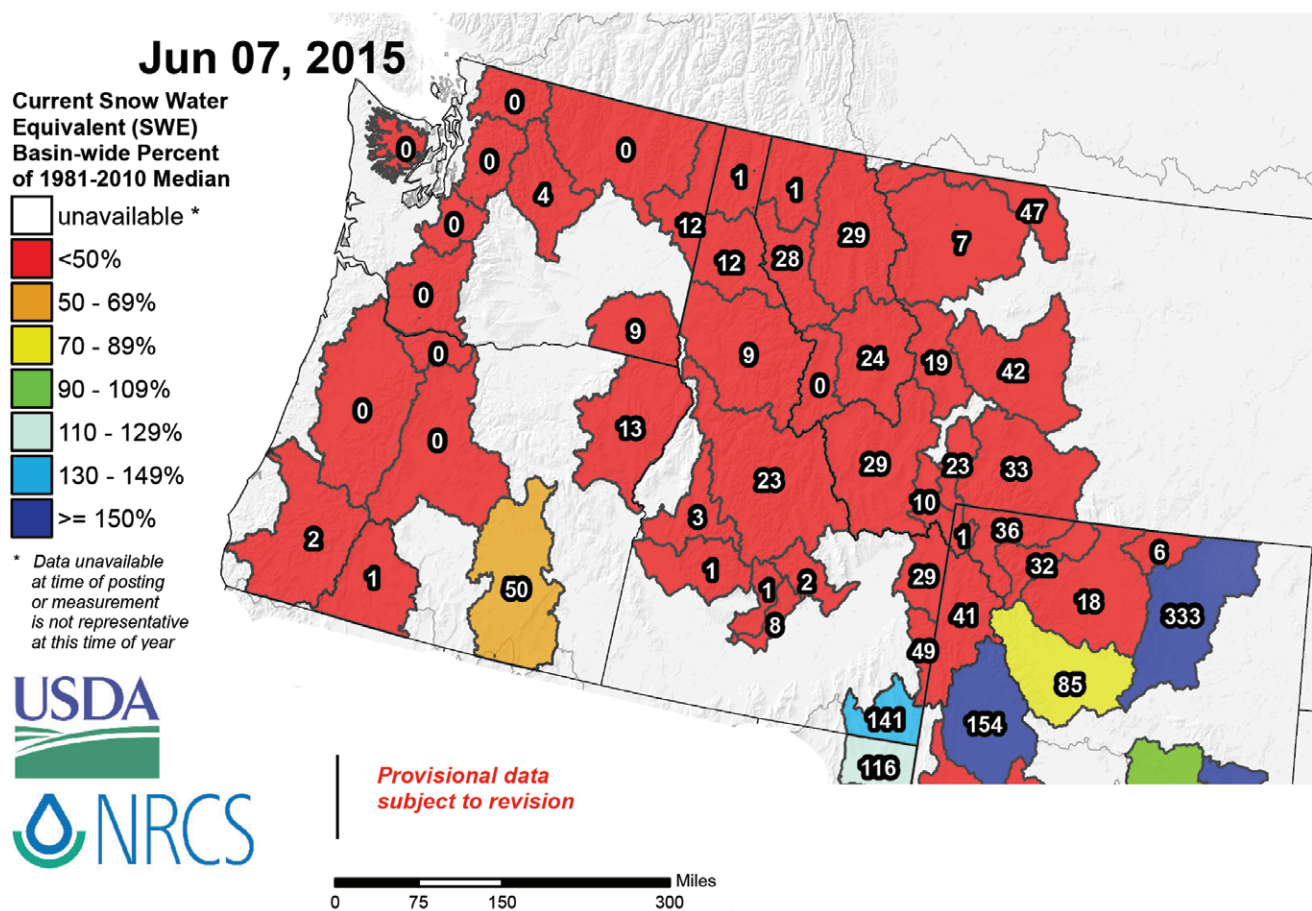 Jun 07, 2015
Current Snow Water
Equivalent (SWE)
Basin-wide Percent
of 1981-2010 Median
unavailable *
<50%
50 - 69%
70 - 89%
90 - 109%
110 - 129%
130 - 149%
>= 150%
* Data unavailable
at time of posting
or measurement
is not representative
at this time of year
USDA
NRCS
Provisional data
subject to revision
Miles
0 75 150 300
0
0
0
0
4
0
0
0
12
1
1
12
28
29
7
47
9
9
0
24
19
42
0
0
0
13
23
29
23
33
10
2
1
50
3
1
1
2
8
29
1
36
32
6
18
333
41
49
85
141
154
116